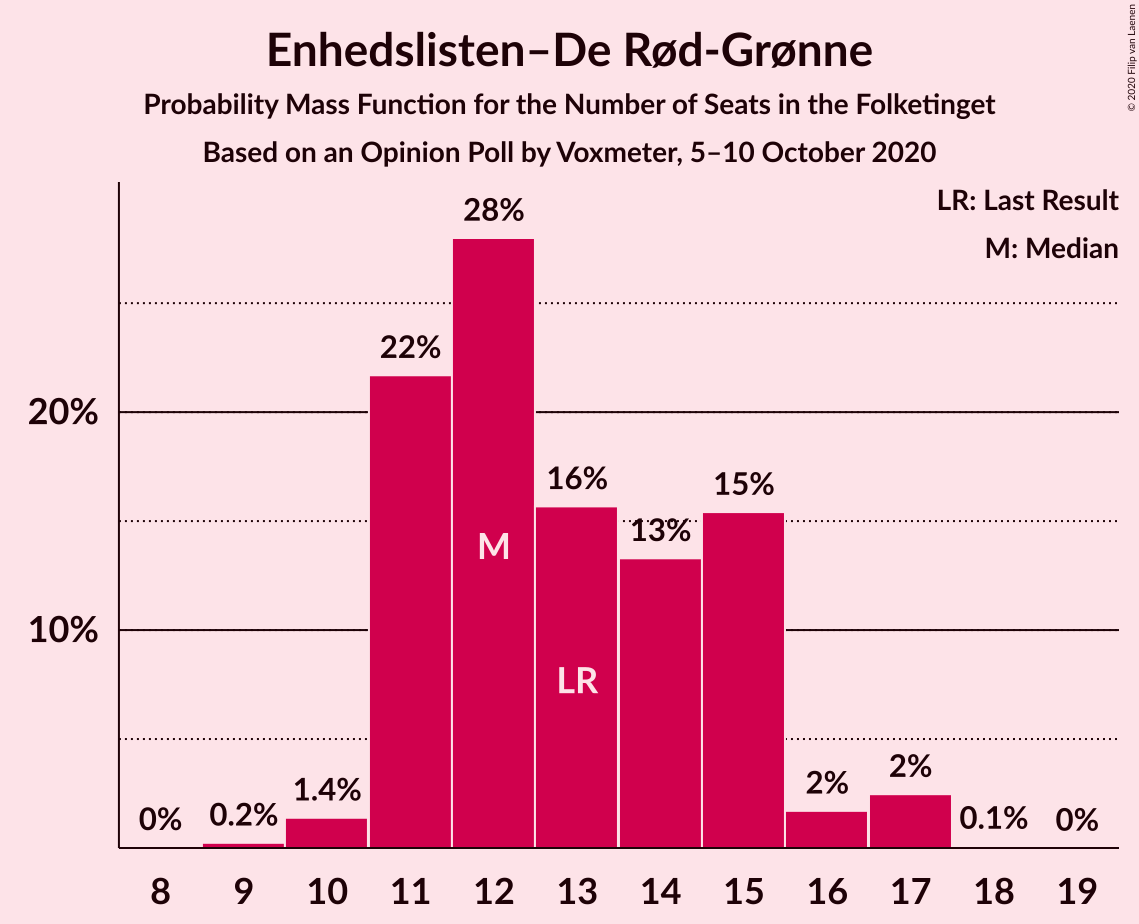 Enhedslisten–De Rød-Grønne
Probability Mass Function for the Number of Seats in the Folketinget
Based on an Opinion Poll by Voxmeter, 5–10 October 2020
© 2020 Filip van Laenen
LR: Last Result
M: Median
28%
22%
20%
16%
15%
13%
M
LR
10%
2%
2%
1.4%
0.2%
0%
0.1%
0%
8 9 10 11 12 13 14 15 16 17 18 19